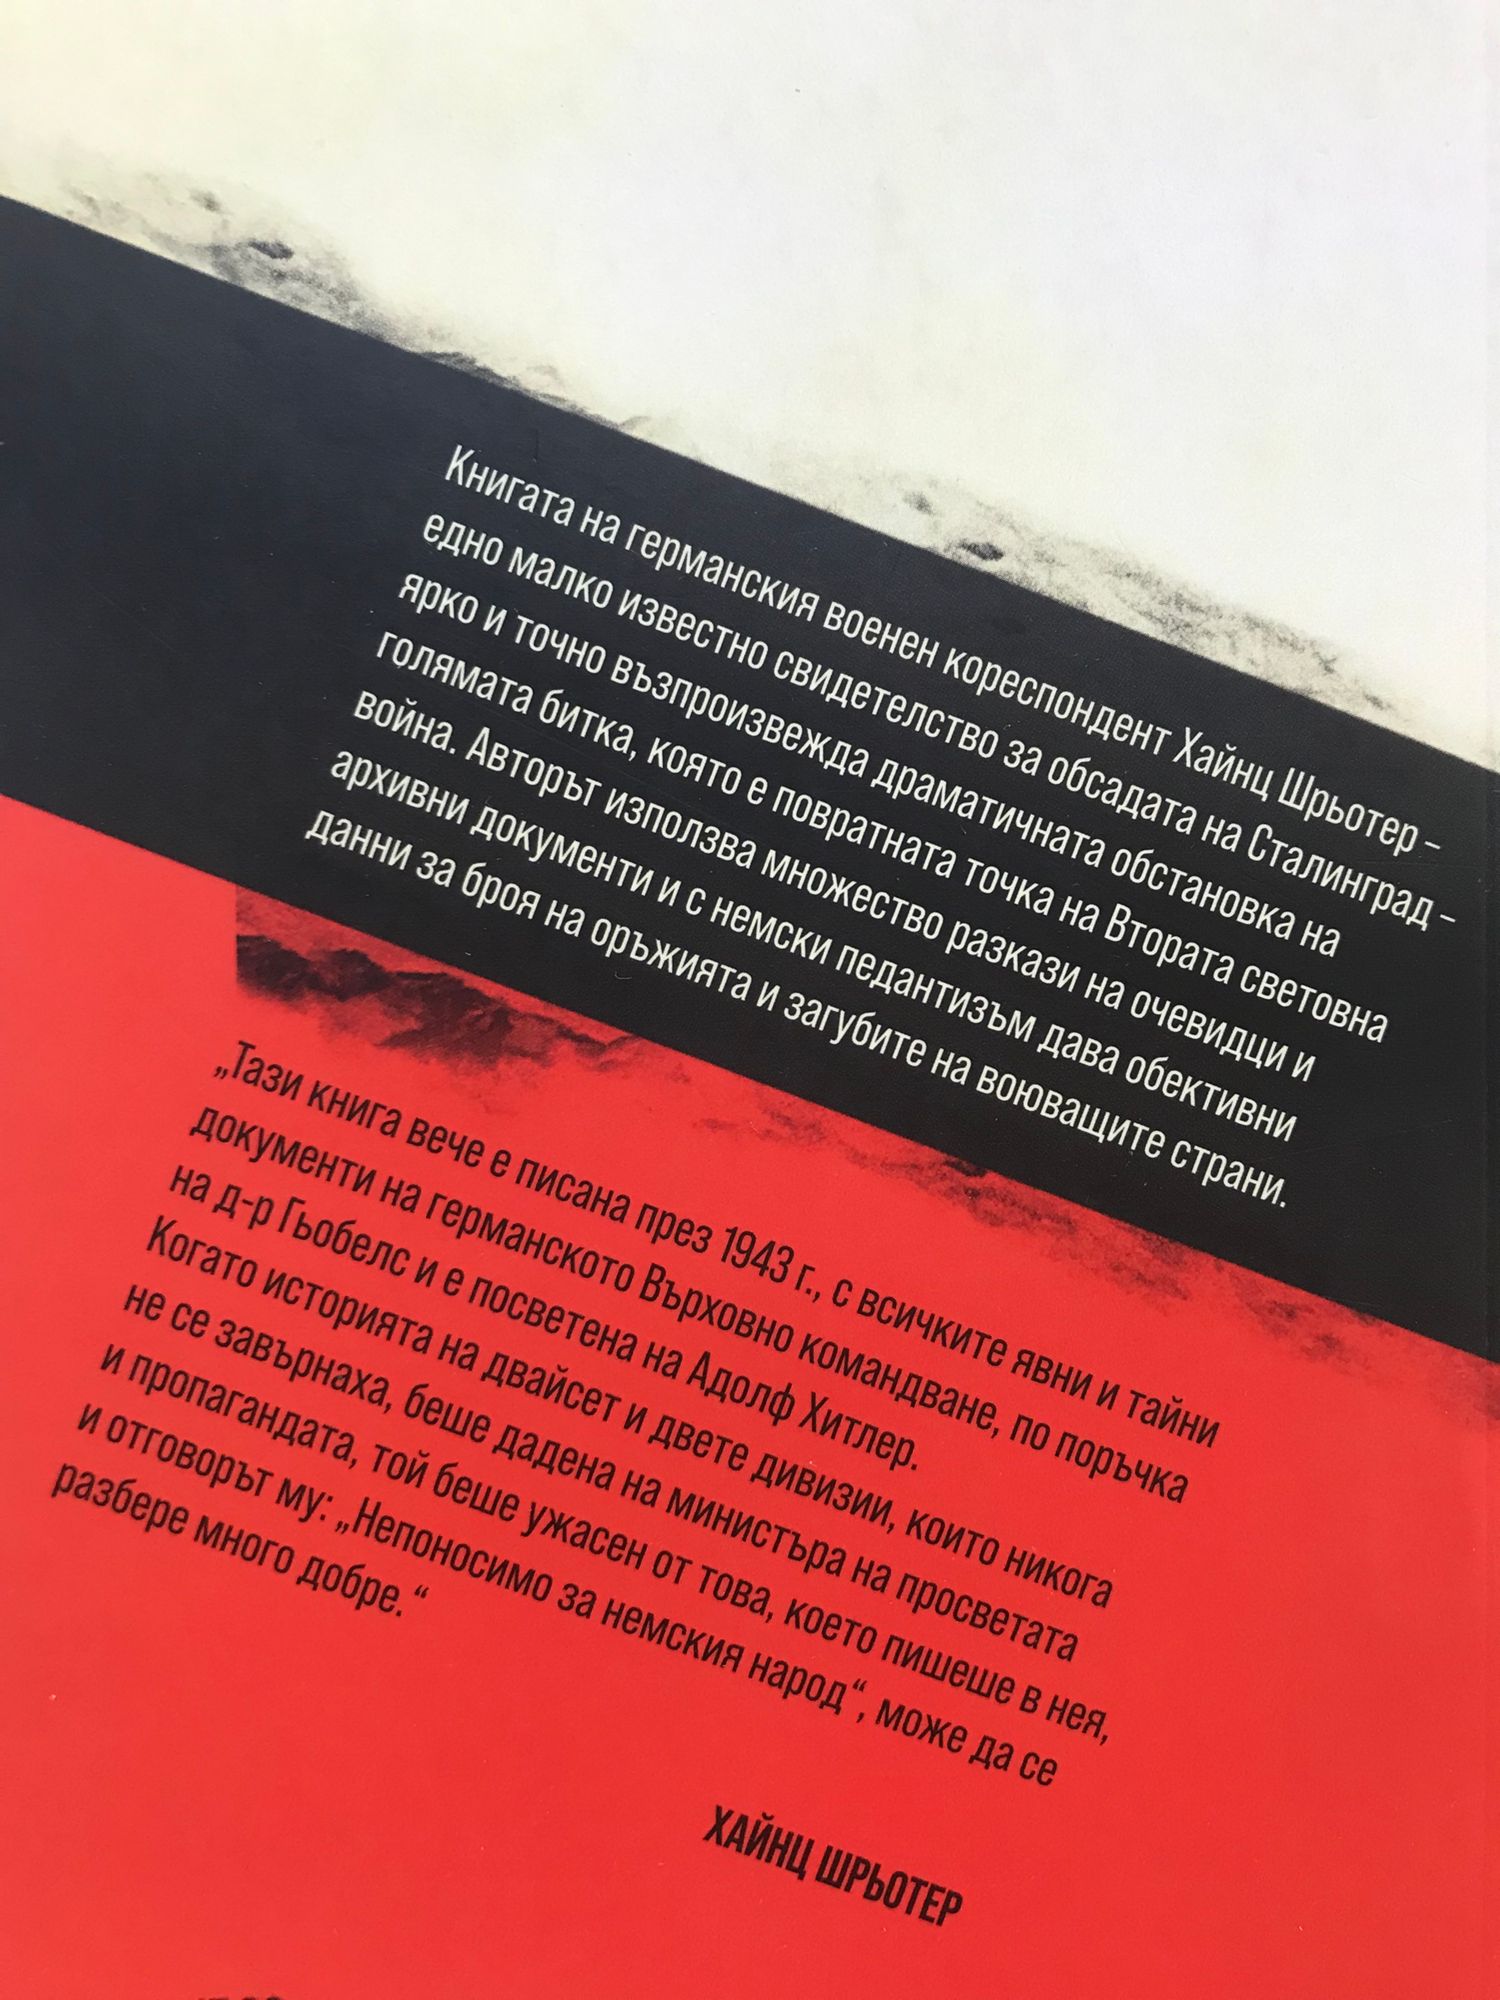 Книгата на германския военен кореспондент Хайнц Шрьотер –
едно малко известно свидетелство за обсадата на Сталинград –
ярко и точно възпроизвежда драматичната обстановка на
голямата битка, която е повратната точка на Втората световна
война. Авторът използва множество разкази на очевидци и
архивни документи и с немски педантизъм дава обективни
данни за броя на оръжията и загубите на воюващите страни.
„Тази книга вече е писана през 1943 г., с всичките явни и тайни
документи на германското Върховно командване, по поръчка
на д-р Гьобелс и е посветена на Адолф Хитлер.
Когато историята на двайсет и двете дивизии, които никога
не се завърнаха, беше дадена на министъра на просветата
и пропагандата, той беше ужасен от това, което пишеше в нея,
и отговорът му: „Непоносимо за немския народ“, може да се
разбере много добре.“
ХАЙНЦ ШРЬОТЕР